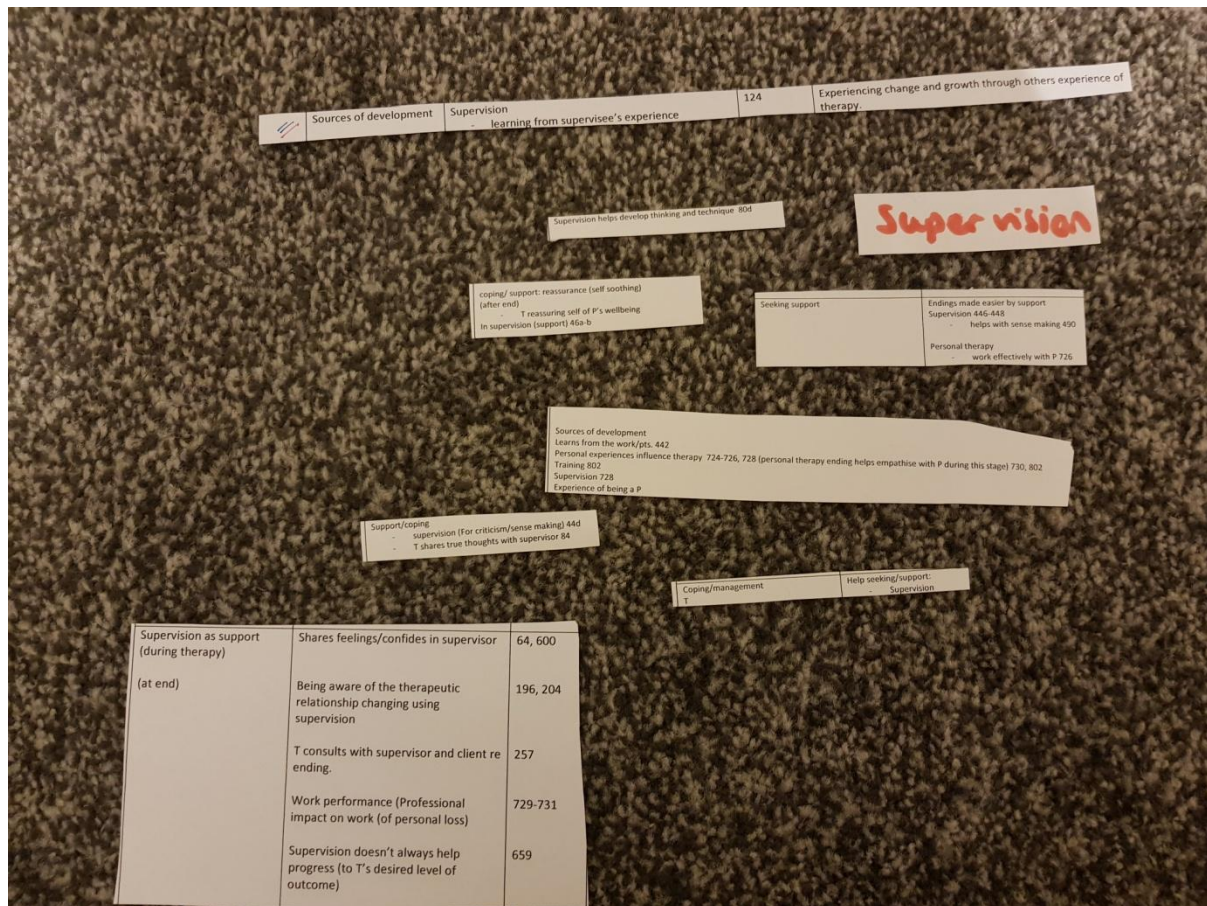 Sources of development
Supervision
- learning from supervisee's experience
124
Experiencing change and growth through others experience of
therapy.
Supervision helps develop thinking and technique 80d
Supervision
coping/ support: reassurance (self soothing)
(after end)
- T reassuring self of P's wellbeing
In supervision (support) 46a-b
Seeking support
Endings made easier by support
Supervision 446-448
- helps with sense making 490
Personal therapy
- work effectively with P 726
Sources of development
Learns from the work/pts. 442
Personal experiences influence therapy 724-726, 728 (personal therapy ending helps empathise with P during this stage) 730, 802
Training 802
Supervision 728
Experience of being a P
Support/coping
- supervision (For criticism/sense making) 44d
- T shares true thoughts with supervisor 84
Coping/management
T
Help seeking/support:
- Supervision
Supervision as support
(during therapy)
Shares feelings/confides in supervisor
64, 600
(at end)
Being aware of the therapeutic
relationship changing using
supervision
196, 204
T consults with supervisor and client re
ending.
257
Work performance (Professional
impact on work (of personal loss)
729-731
Supervision doesn't always help
progress (to T's desired level of
outcome)
659